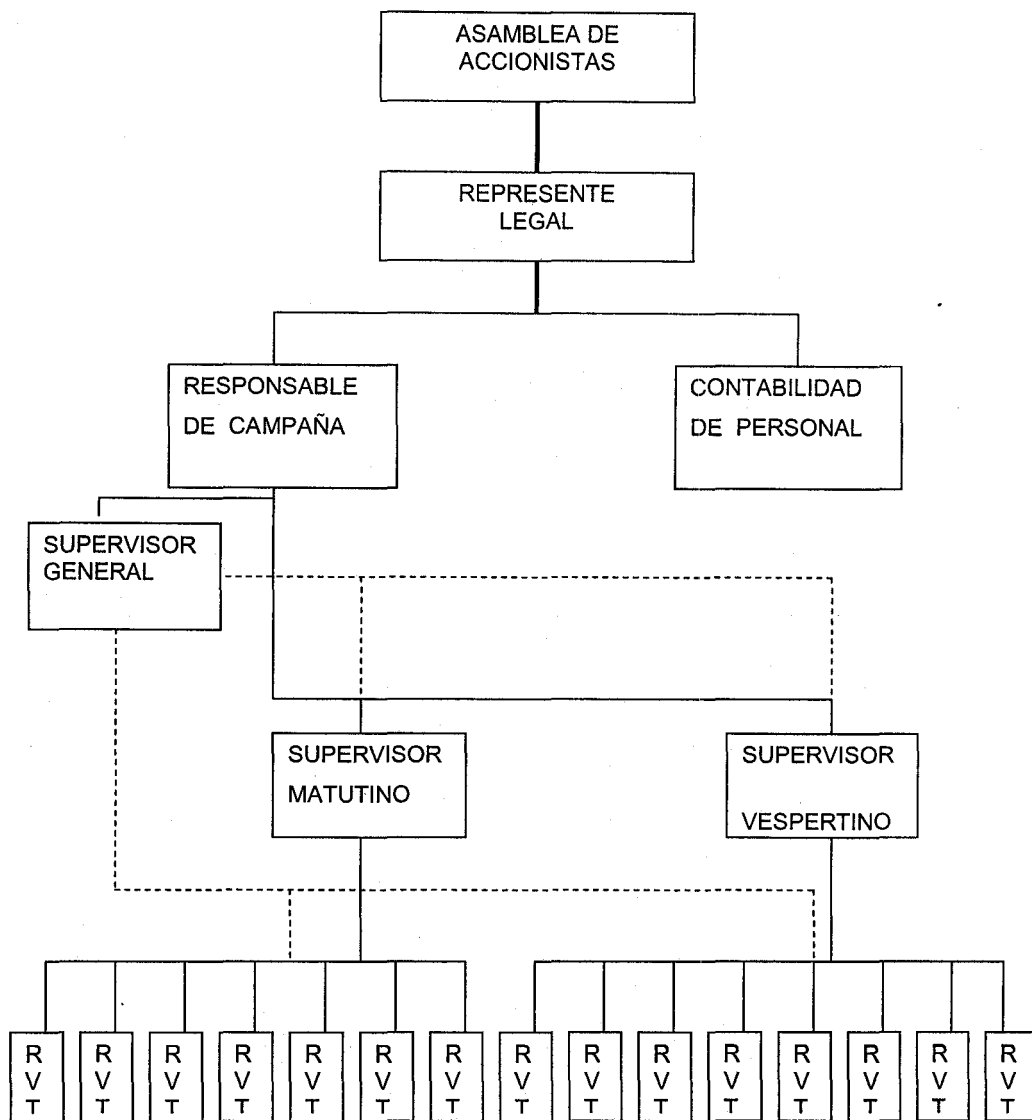 ASAMBLEA DE
ACCIONISTAS
REPRESENTE
LEGAL
RESPONSABLE
DE CAMPAÑA
CONTABILIDAD
DE PERSONAL
SUPERVISOR
GENERAL
SUPERVISOR
MATUTINO
SUPERVISOR
VESPERTINO
R
V
T
R
V
T
R
V
T
R
V
T
R
V
T
R
V
T
R
V
T
R
V
T
R
V
T
R
V
T
R
V
T
R
V
T
R
V
T
R
V
T
R
V
T